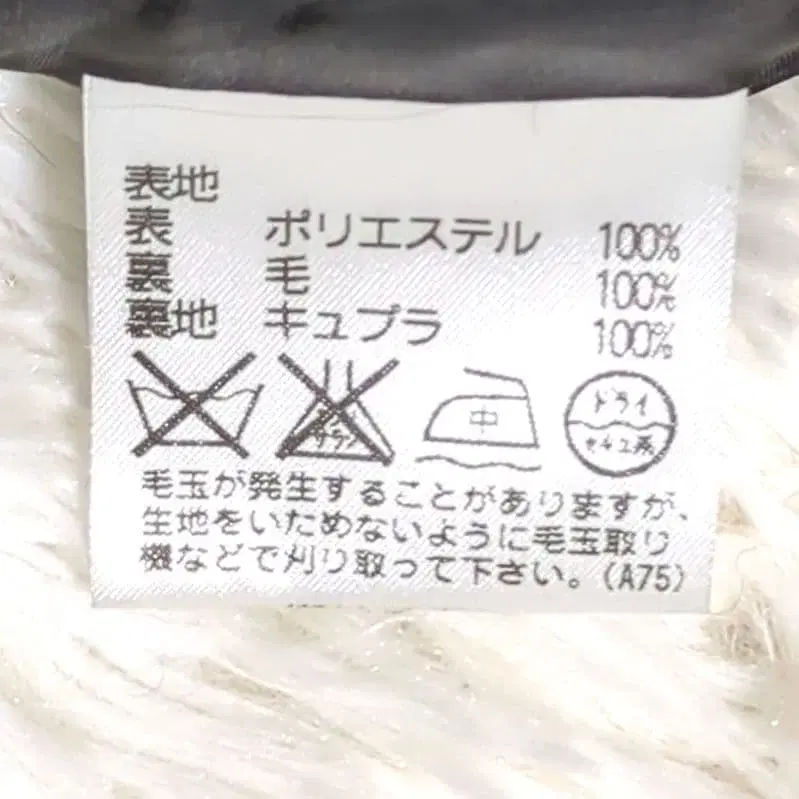 表地
表 ポリエステル 100%
裏 毛 100%
裏地 キュプラ 100%
中 ドライ
セキユ系
毛玉が発生することがありますが、
生地をいためないように毛玉取り
機などで刈り取って下さい。(A75)